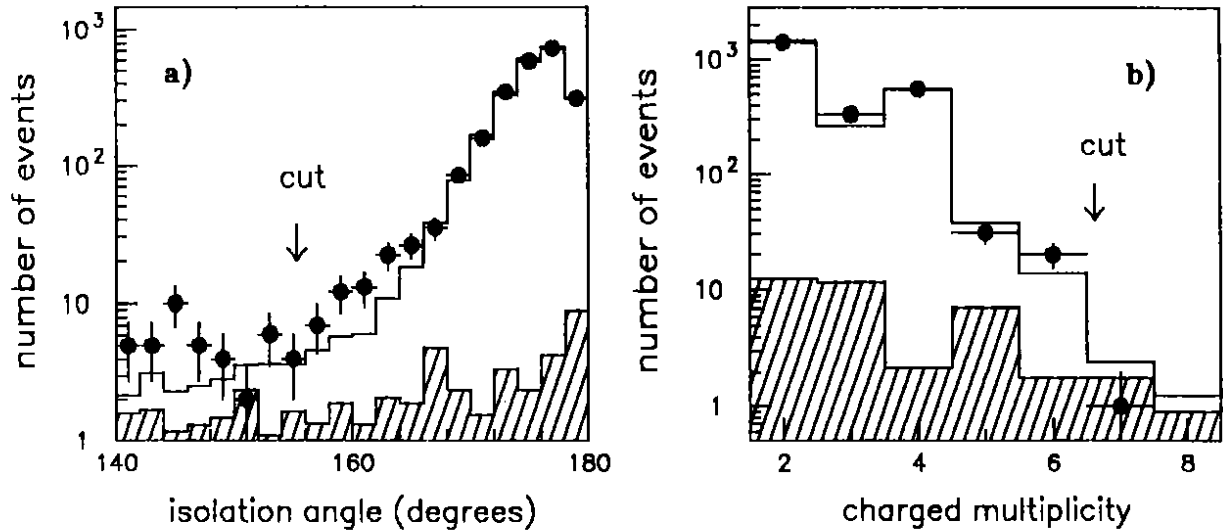 number of events
10³
10²
10
1
a)
cut
140
160
180
isolation angle (degrees)
number of events
10³
10²
10
1
b)
cut
2
4
6
8
charged multiplicity